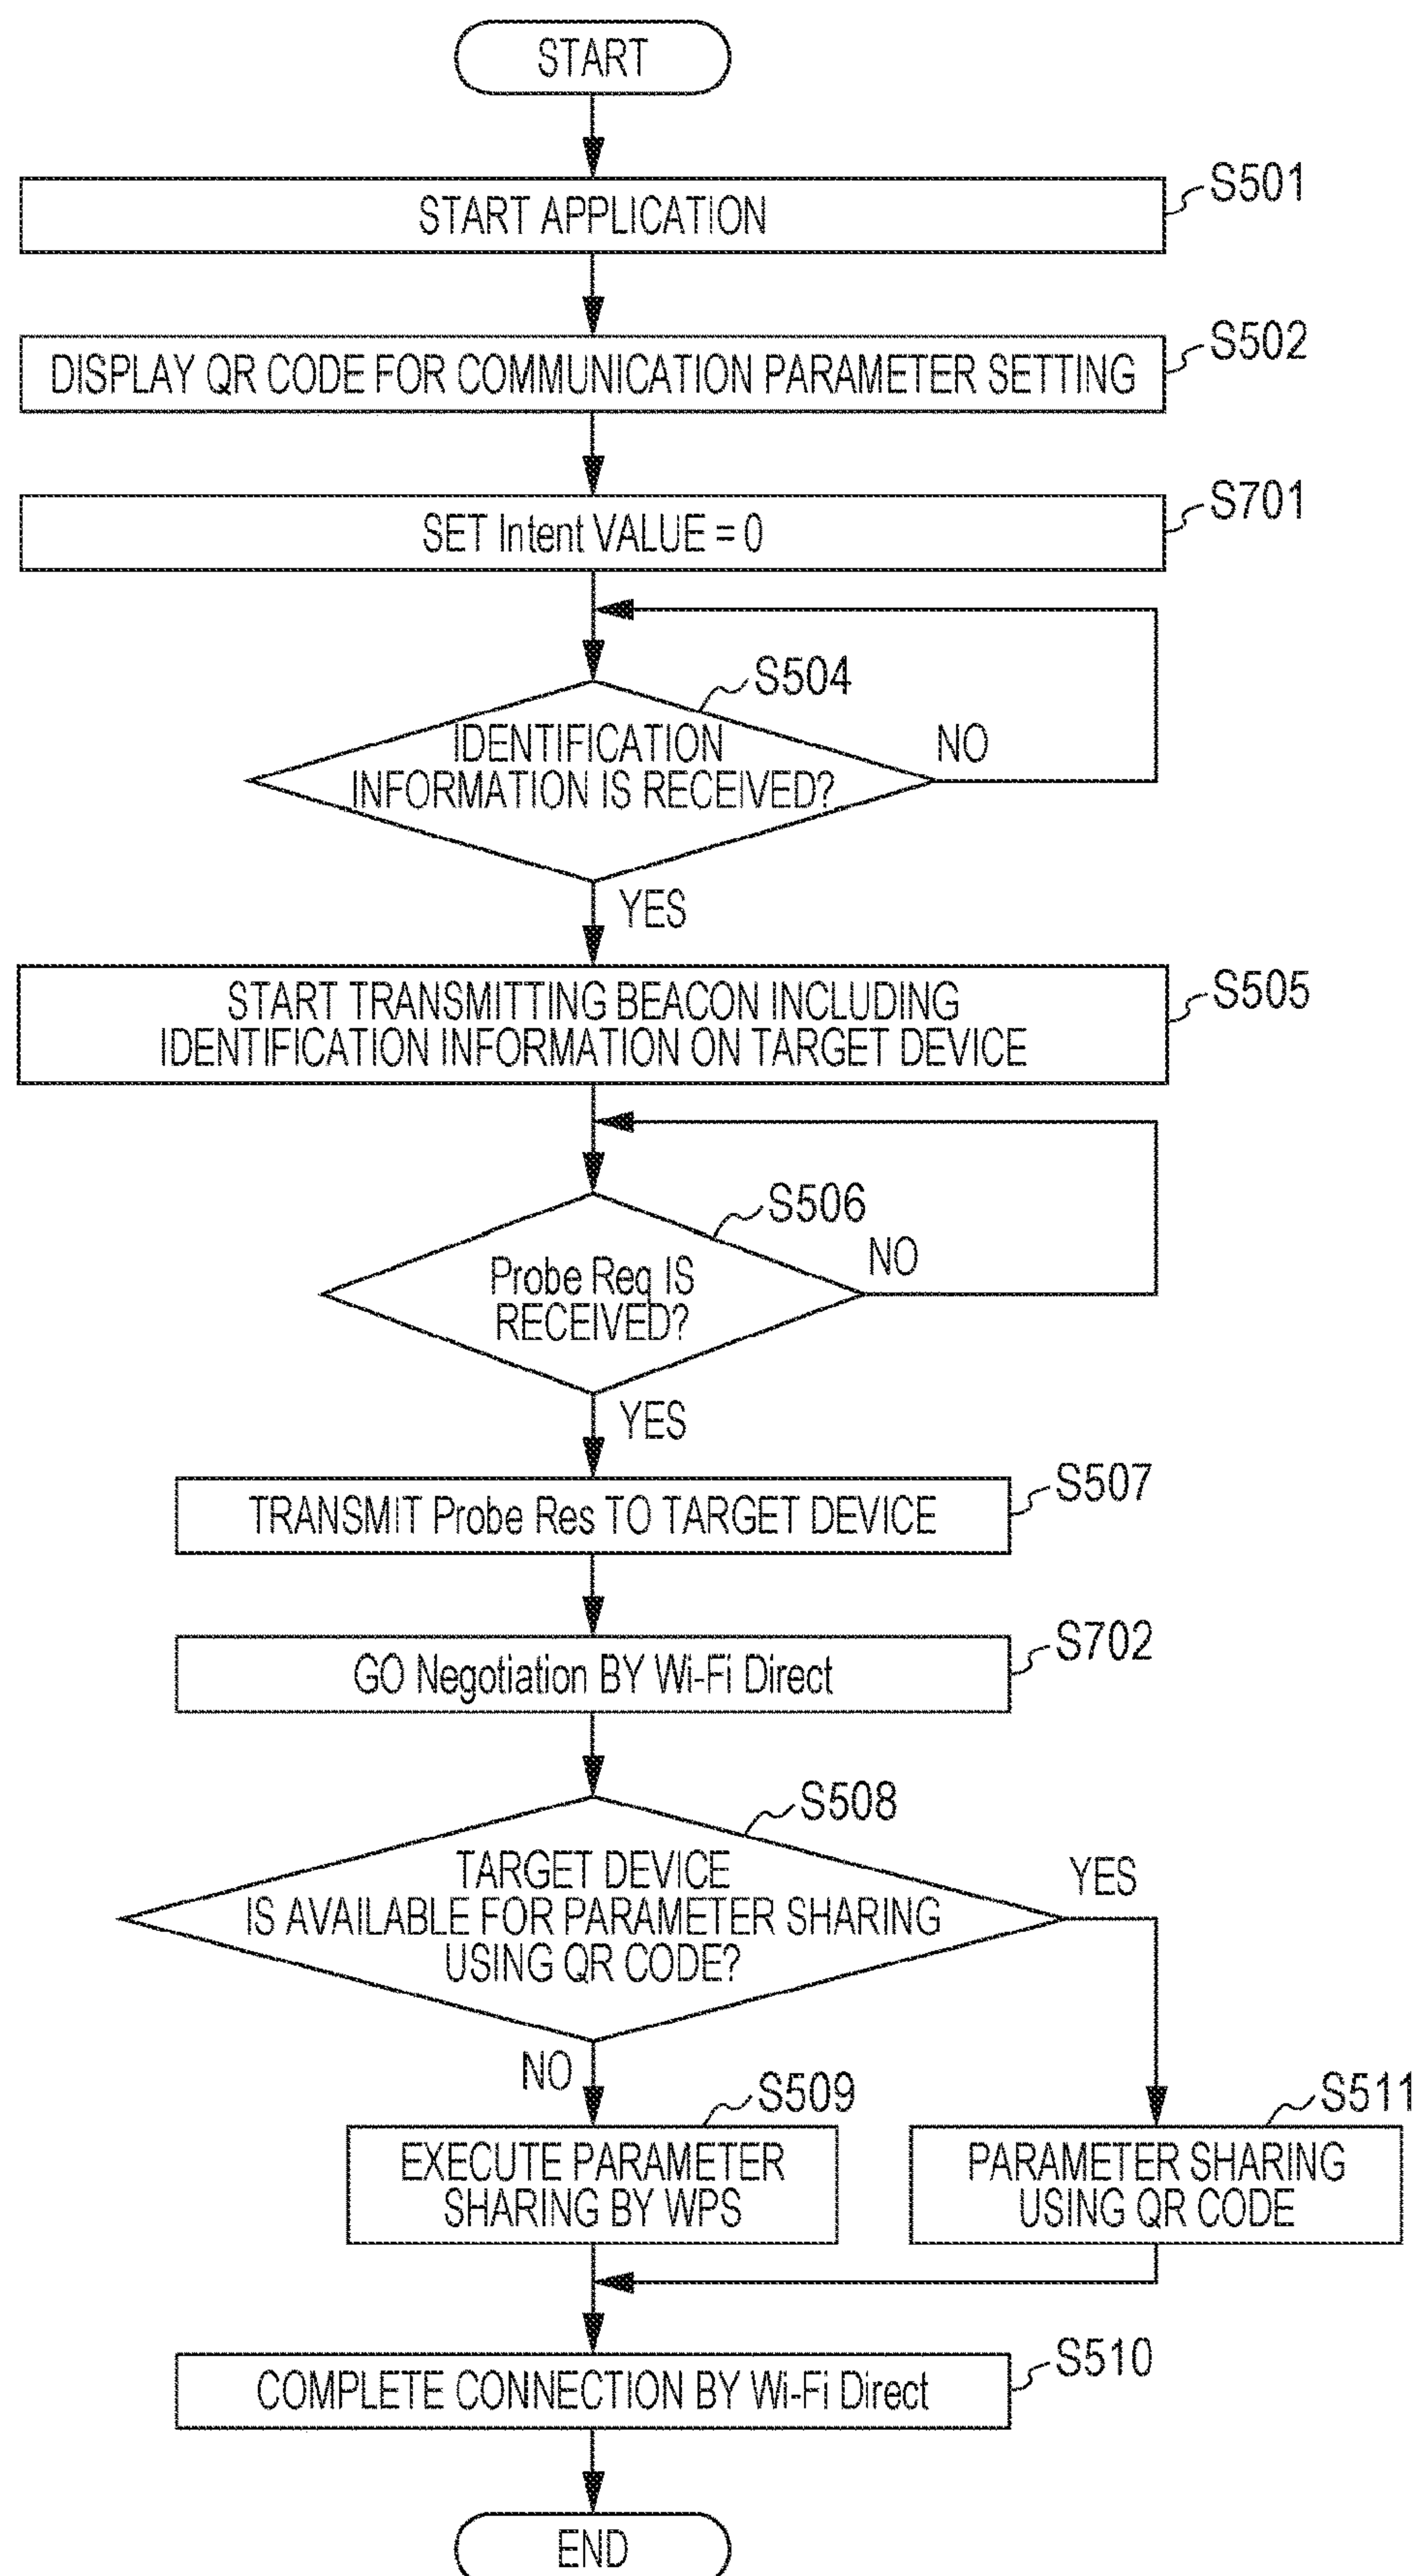 START
S501
START APPLICATION
S502
DISPLAY QR CODE FOR COMMUNICATION PARAMETER SETTING
S701
SET Intent VALUE = 0
S504
IDENTIFICATION
INFORMATION IS RECEIVED?
NO
YES
S505
START TRANSMITTING BEACON INCLUDING
IDENTIFICATION INFORMATION ON TARGET DEVICE
S506
Probe Req IS
RECEIVED?
NO
YES
S507
TRANSMIT Probe Res TO TARGET DEVICE
S702
GO Negotiation BY Wi-Fi Direct
S508
TARGET DEVICE
IS AVAILABLE FOR PARAMETER SHARING
USING QR CODE?
YES
NO
S509
EXECUTE PARAMETER
SHARING BY WPS
S511
PARAMETER SHARING
USING QR CODE
S510
COMPLETE CONNECTION BY Wi-Fi Direct
END